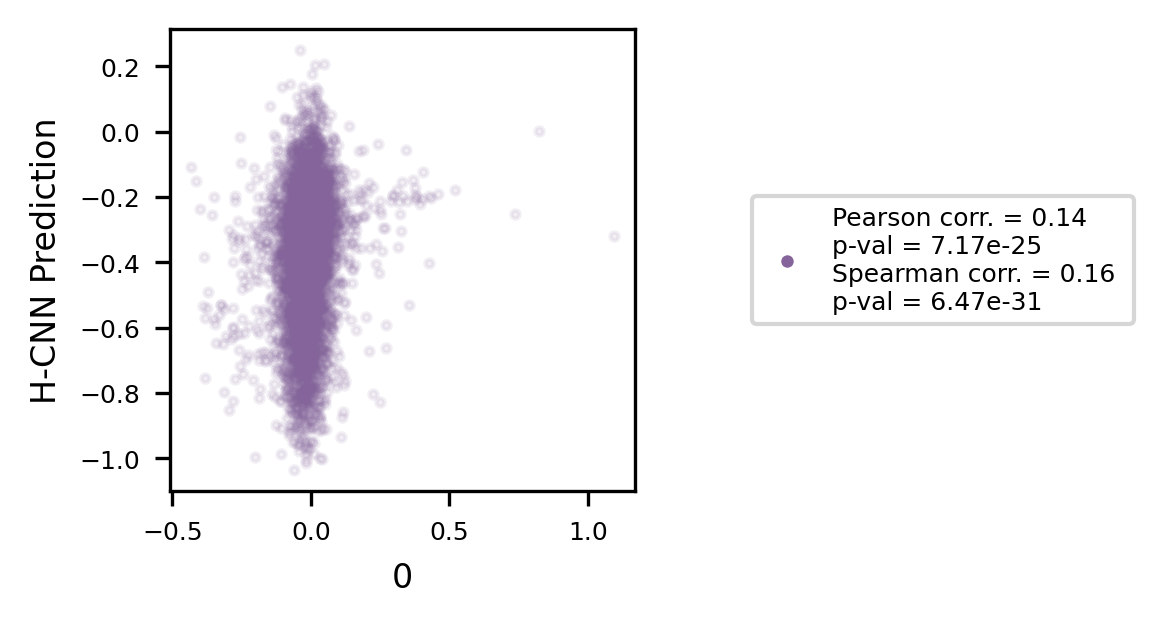 H-CNN Prediction
0.2
0.0
−0.2
−0.4
−0.6
−0.8
−1.0
−0.5
0.0
0.5
1.0
0
Pearson corr. = 0.14
p-val = 7.17e-25
Spearman corr. = 0.16
p-val = 6.47e-31